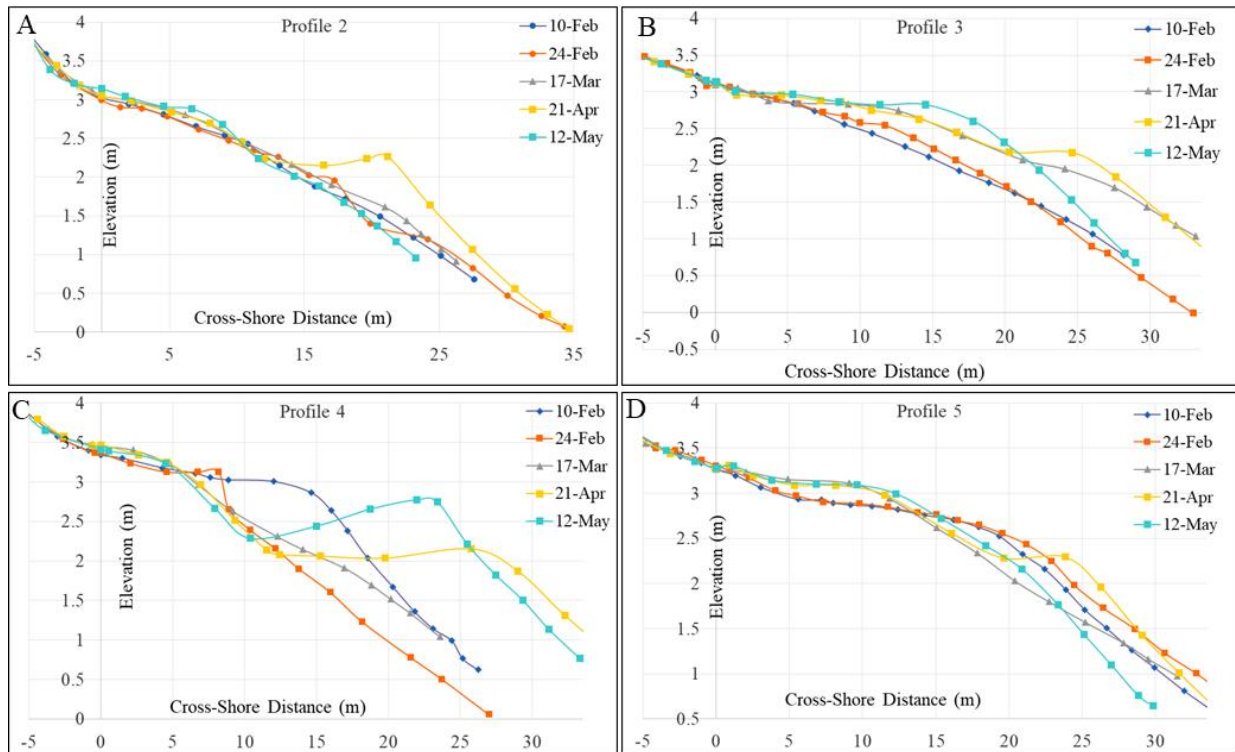 A
Profile 2
10-Feb
24-Feb
17-Mar
21-Apr
12-May
4
3.5
3
2.5
2
1.5
1
0.5
0
Elevation (m)
Cross-Shore Distance (m)
-5 5 15 25 35
B
Profile 3
10-Feb
24-Feb
17-Mar
21-Apr
12-May
4
3.5
3
2.5
2
1.5
1
0.5
0
-0.5
Elevation (m)
-5 0 5 10 15 20 25 30
Cross-Shore Distance (m)
C
Profile 4
10-Feb
24-Feb
17-Mar
21-Apr
12-May
4
3.5
3
2.5
2
1.5
1
0.5
0
Elevation (m)
Cross-Shore Distance (m)
-5 0 5 10 15 20 25 30
D
Profile 5
10-Feb
24-Feb
17-Mar
21-Apr
12-May
4
3.5
3
2.5
2
1.5
1
0.5
Elevation (m)
Cross-Shore Distance (m)
-5 0 5 10 15 20 25 30